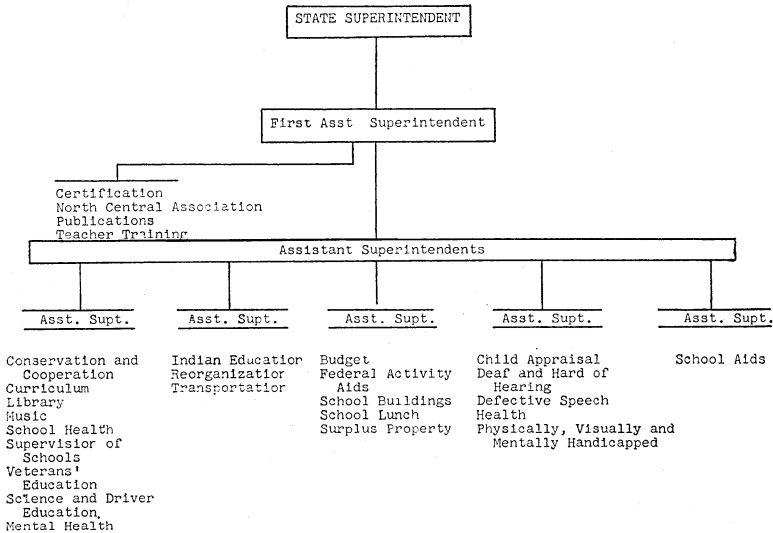 STATE SUPERINTENDENT
First Asst Superintendent
Certification
North Central Association
Publications
Teacher Training
Assistant Superintendents
Asst. Supt.
Conservation and
Cooperation
Curriculum
Library
Music
School Health
Supervisior of
Schools
Veterans'
Education
Science and Driver
Education.
Mental Health
Asst. Supt.
Indian Education
Reorganization
Transportation
Asst. Supt.
Budget
Federal Activity
Aids
School Buildings
School Lunch
Surplus Property
Asst. Supt.
Child Appraisal
Deaf and Hard of
Hearing
Defective Speech
Health
Physically, Visually and
Mentally Handicapped
Asst. Supt.
School Aids